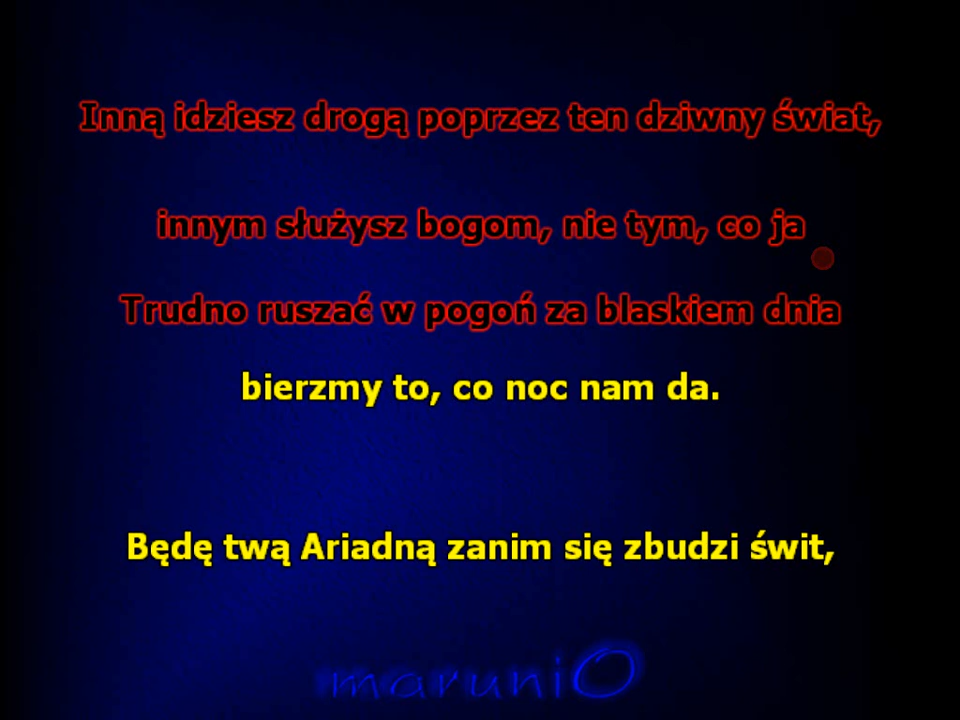 Inną idziesz drogą poprzez ten dziwny świat,
innym służysz bogom, nie tym, co ja
Trudno ruszać w pogoń za blaskiem dnia
bierzmy to, co noc nam da.
Będę twą Ariadną zanim się zbudzi świt,
maruniO